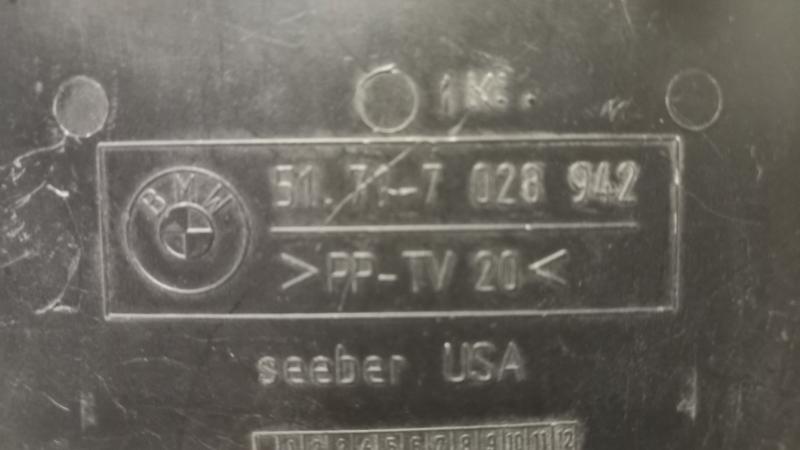 BMW
51.71-7 028 942
>PP-TV 20<
seeber USA
1 2 3 4 5 6 7 8 9 10 11 12